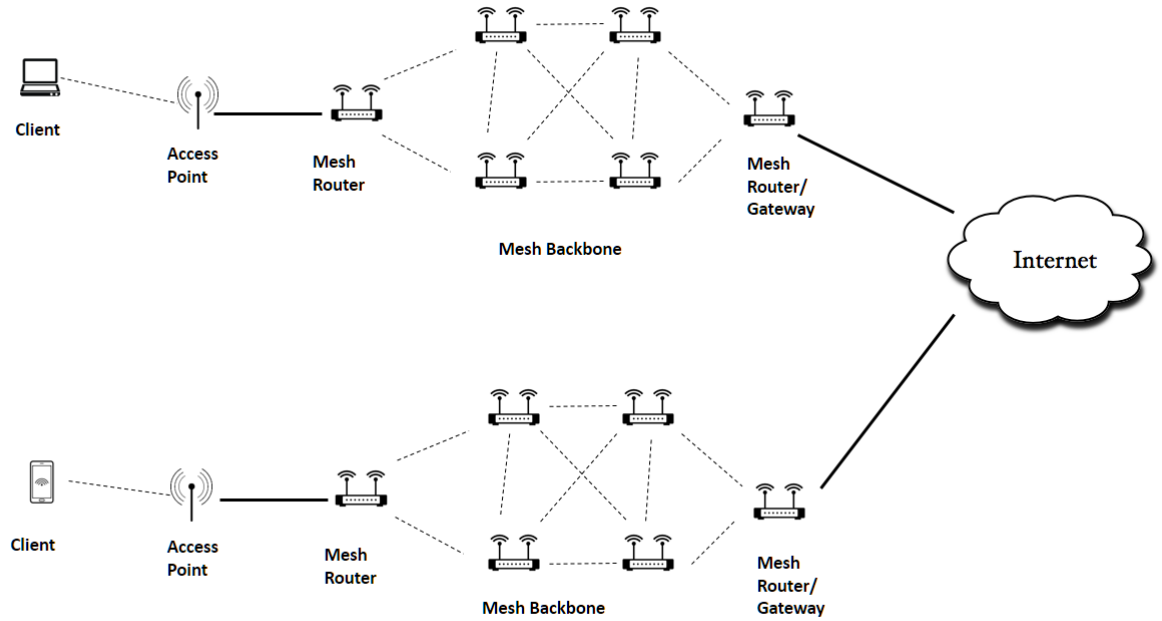 Client
Access
Point
Mesh
Router
Mesh
Router/
Gateway
Mesh Backbone
Internet
Client
Access
Point
Mesh
Router
Mesh
Router/
Gateway
Mesh Backbone